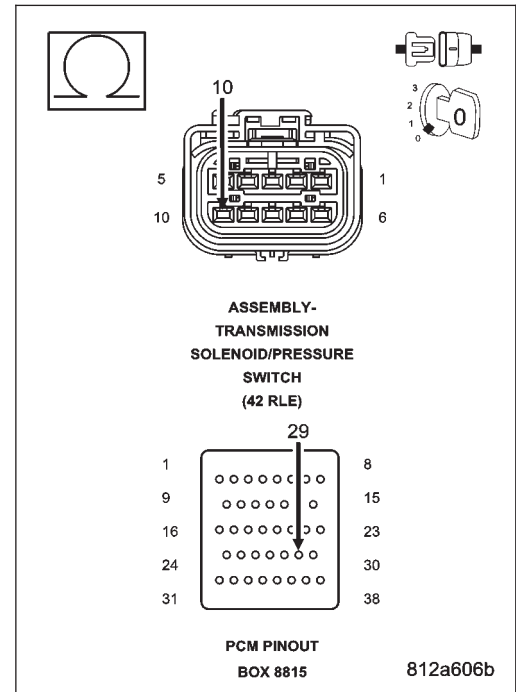 3
2
1
0
0
10
5 1
10 6
ASSEMBLY-
TRANSMISSION
SOLENOID/PRESSURE
SWITCH
(42 RLE)
29
1 8
9 15
16 23
24 30
31 38
PCM PINOUT
BOX 8815
812a606b